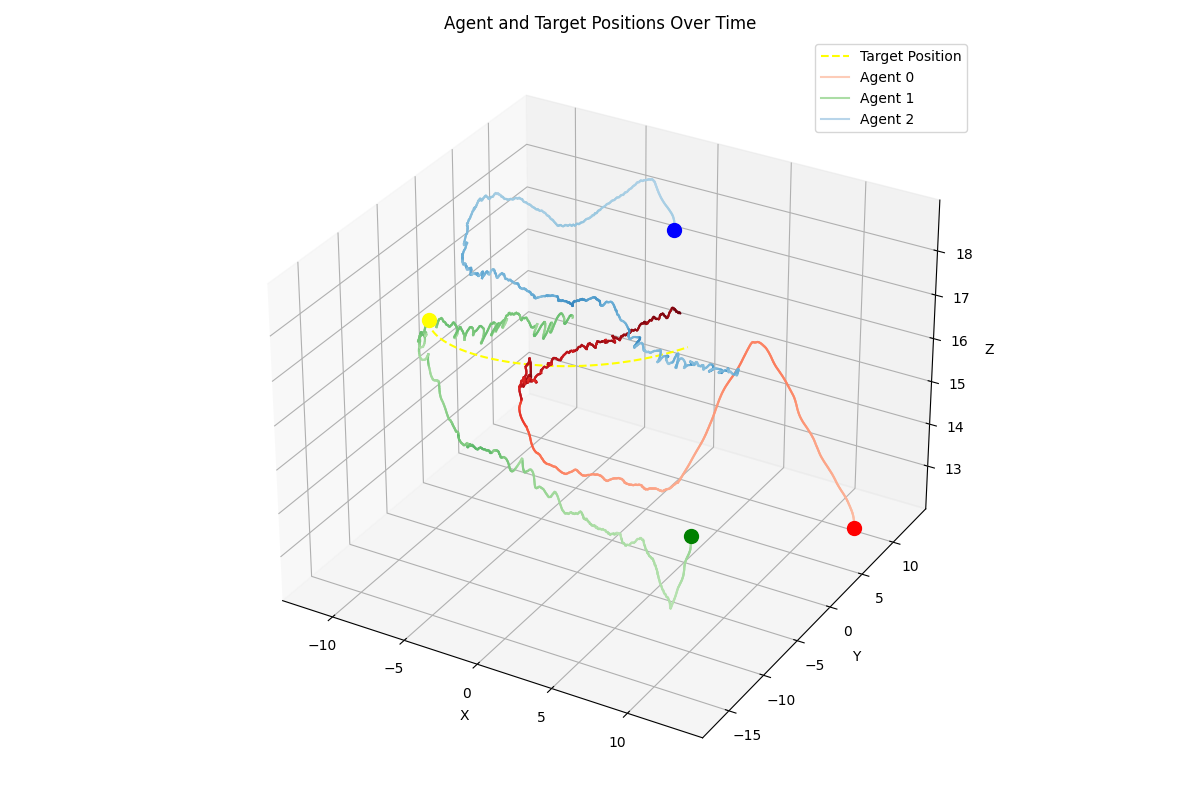 Agent and Target Positions Over Time
Target Position
Agent 0
Agent 1
Agent 2
18
17
16
Z
15
14
13
10
5
0
Y
−5
−10
−15
−10
−5
0
X
5
10